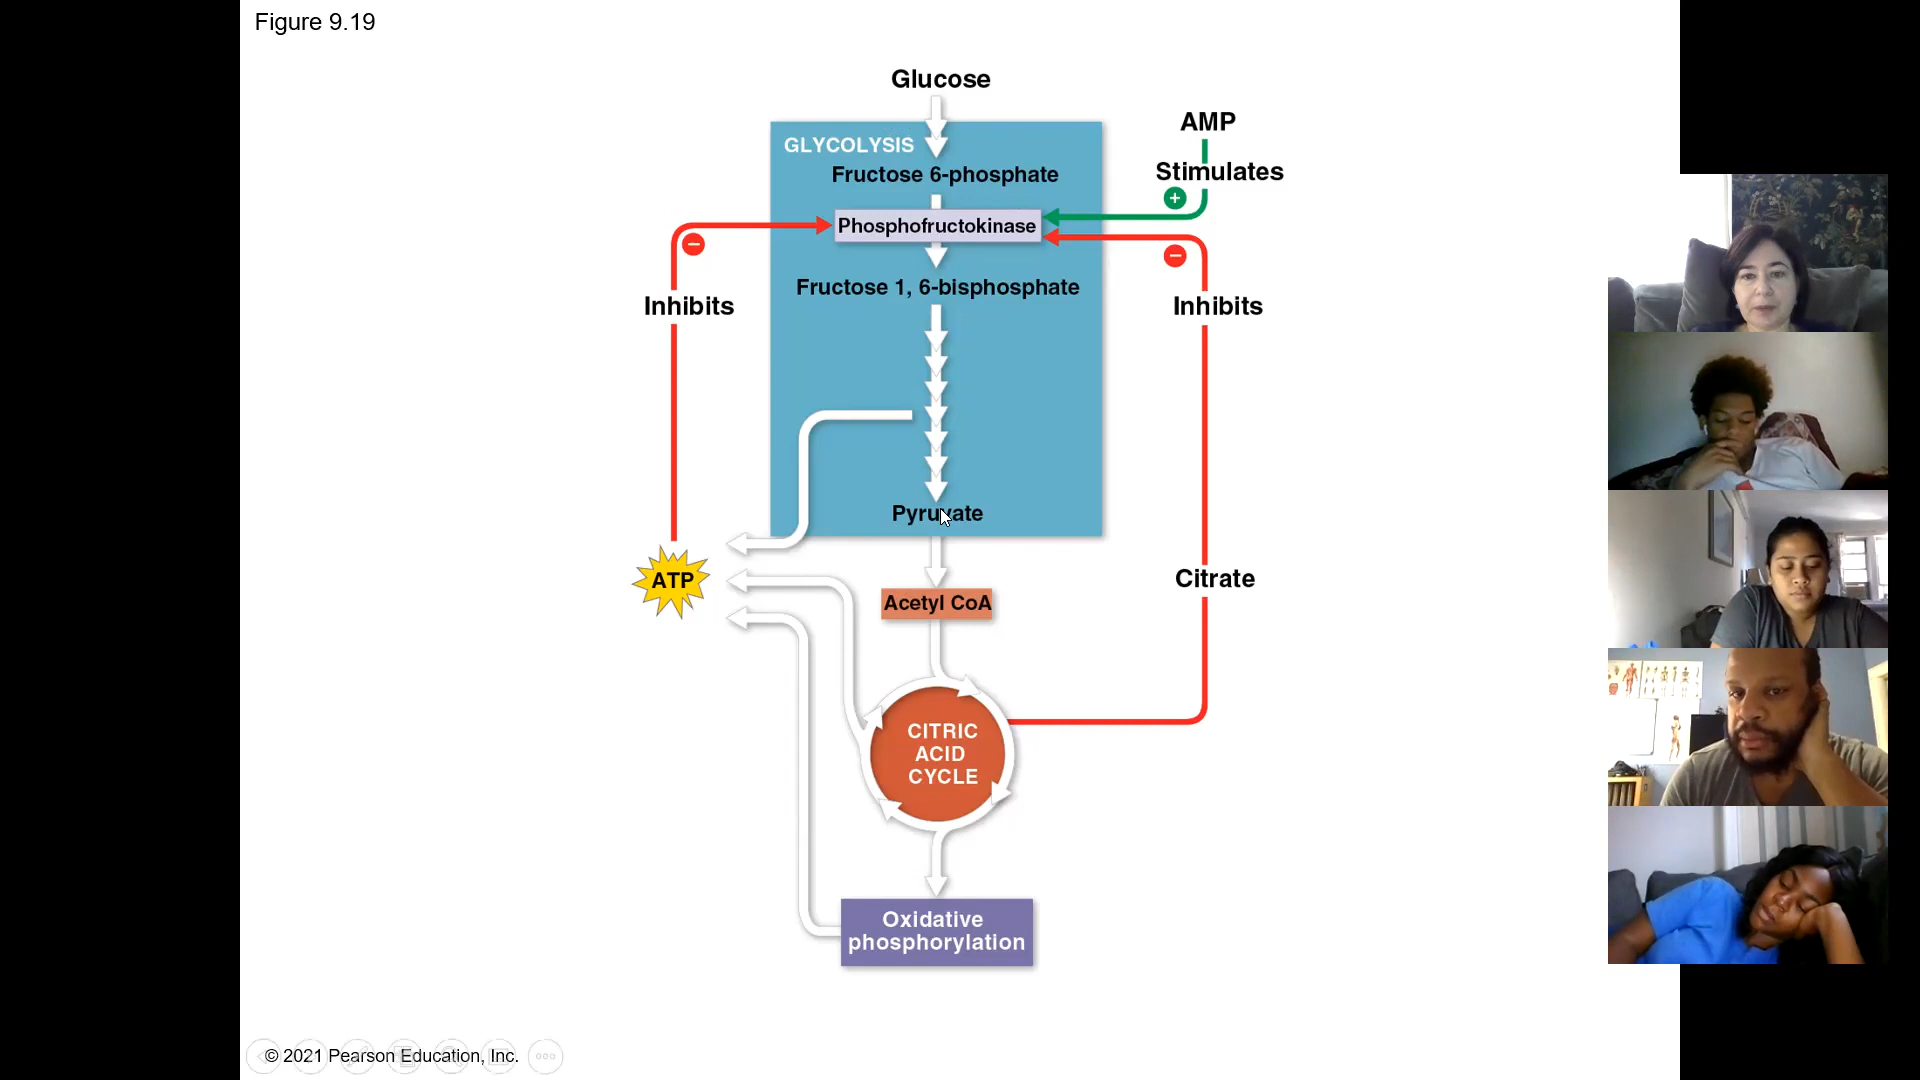 Figure 9.19
Glucose
AMP
GLYCOLYSIS
Stimulates
Fructose 6-phosphate
+
Phosphofructokinase
−
−
Fructose 1, 6-bisphosphate
Inhibits
Inhibits
Pyruvate
ATP
Citrate
Acetyl CoA
CITRIC
ACID
CYCLE
Oxidative
phosphorylation
© 2021 Pearson Education, Inc.